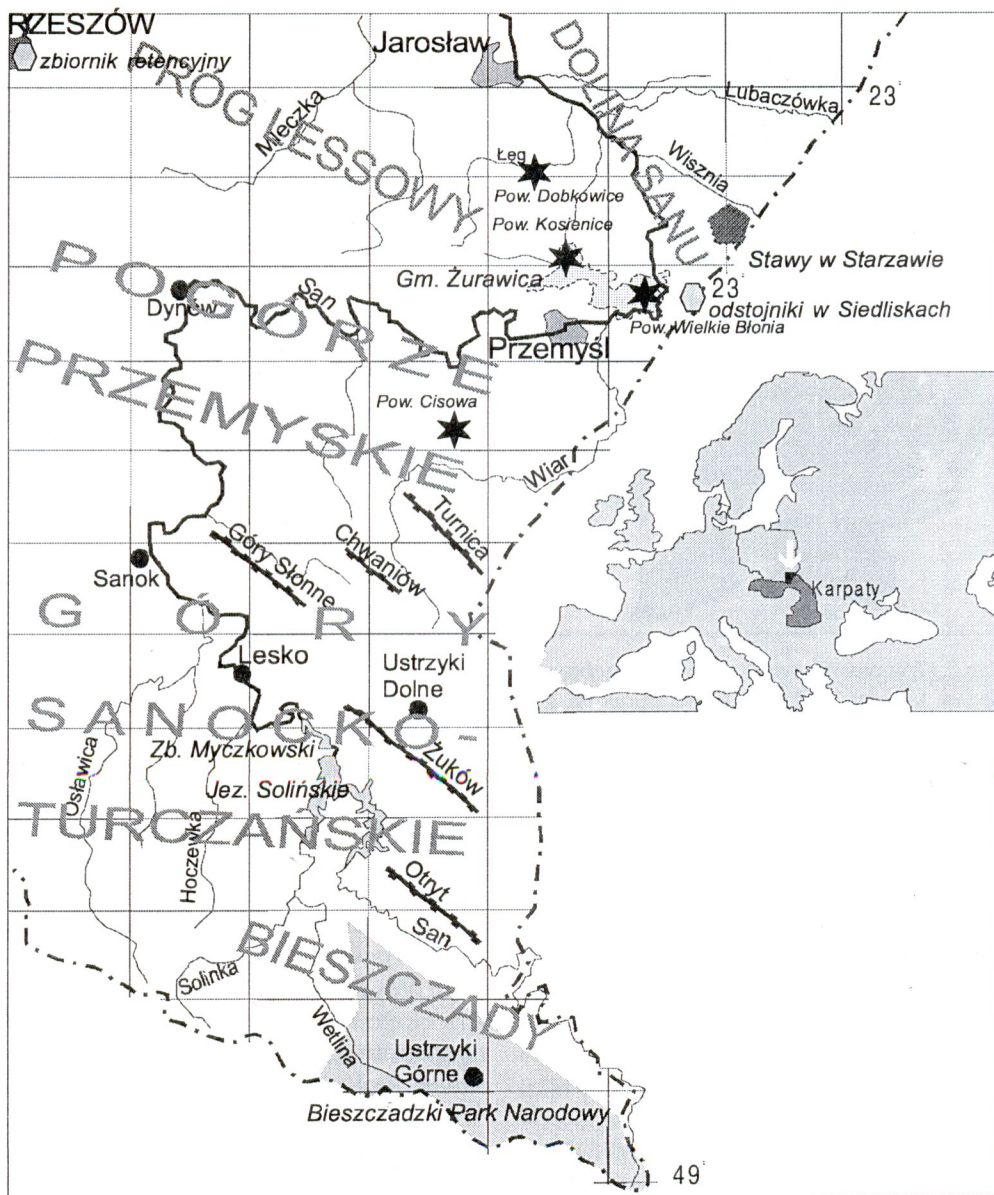 RZESZÓW
zbiornik retencyjny
Jarosław
PRÓG LESSOWY
DOLINA SANU
Mleczka
Lubaczówka
23°
Łęg
Wisznia
Pow. Dobkowice
Pow. Kosienice
Stawy w Starzawie
Gm. Żurawica
23°
odstojniki w Siedliskach
Pow. Wielkie Błonia
Dynów
San
Przemyśl
POGÓRZE
PRZEMYSKIE
Pow. Cisowa
Wiar
Turnica
Chwaniów
Góry Słonne
Sanok
Karpaty
GÓRY
Lesko
Ustrzyki
Dolne
SANOCKO-
Zb. Myczkowski
Żuków
Osławica
Jez. Solińskie
TURCZAŃSKIE
Hoczewka
Otryt
San
BIESZCZADY
Solinka
Wetlina
Ustrzyki
Górne
Bieszczadzki Park Narodowy
49°